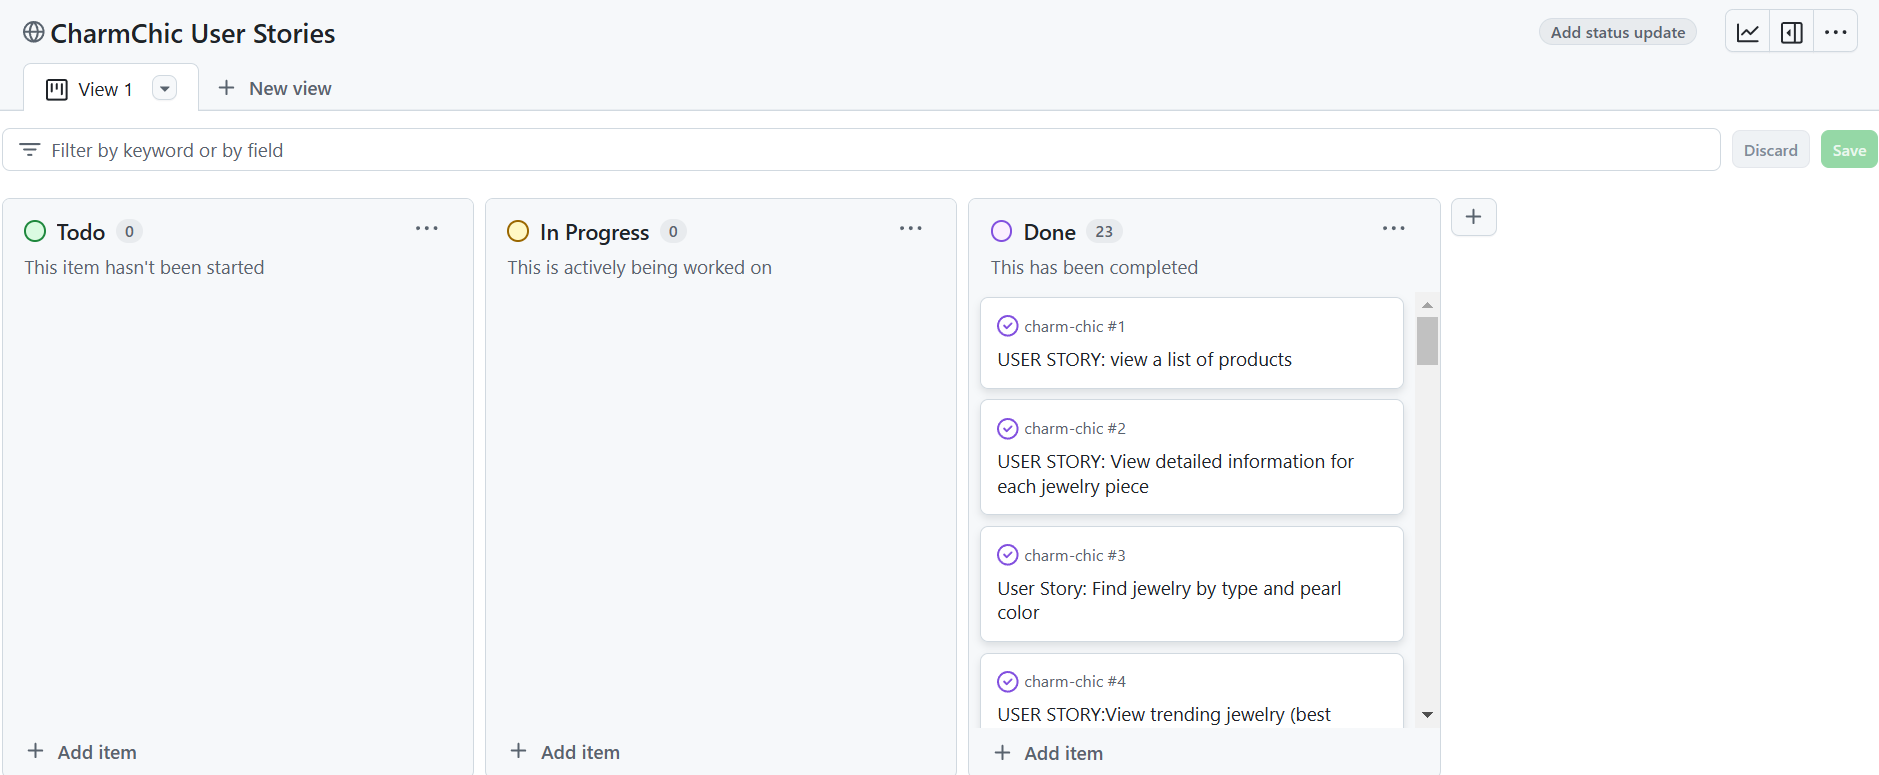 CharmChic User Stories
Add status update
View 1
New view
Filter by keyword or by field
Discard
Save
Todo 0
This item hasn't been started
Add item
In Progress 0
This is actively being worked on
Add item
Done 23
This has been completed
charm-chic #1
USER STORY: view a list of products
charm-chic #2
USER STORY: View detailed information for
each jewelry piece
charm-chic #3
User Story: Find jewelry by type and pearl
color
charm-chic #4
USER STORY:View trending jewelry (best
Add item